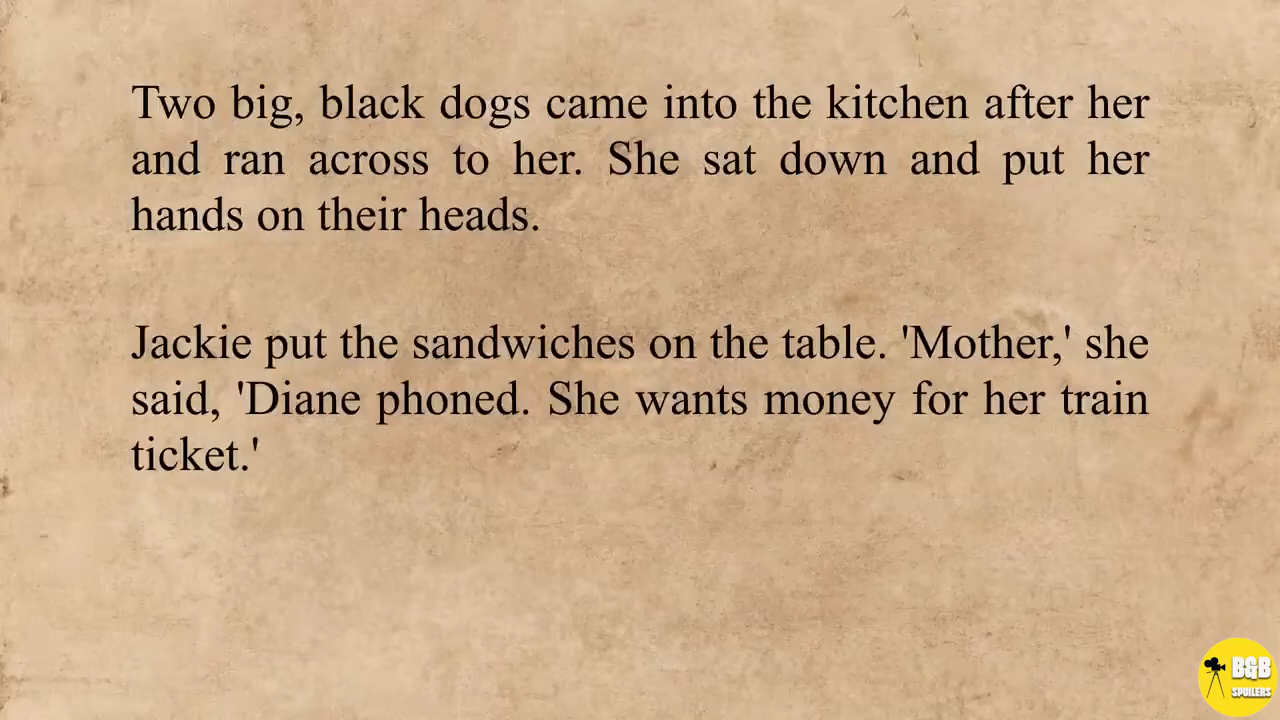 Two big, black dogs came into the kitchen after her
and ran across to her. She sat down and put her
hands on their heads.
Jackie put the sandwiches on the table. 'Mother,' she
said, 'Diane phoned. She wants money for her train
ticket.'
B&B
SPOILERS